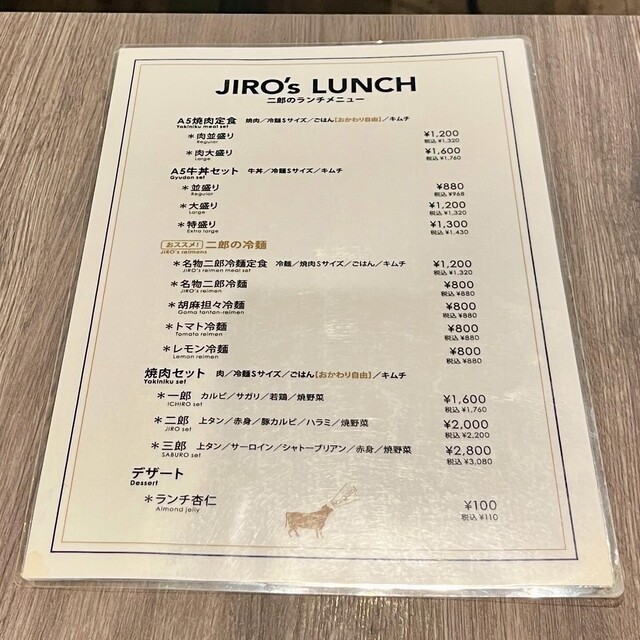 JIRO's LUNCH
二郎のランチメニュー
A5焼肉定食 焼肉／冷麺Sサイズ／ごはん[おかわり自由]／キムチ
Yakiniku meal set
＊肉並盛り ¥1,200
Regular 税込 ¥1,320
＊肉大盛り ¥1,600
Large 税込 ¥1,760
A5牛丼セット 牛丼／冷麺Sサイズ／キムチ
Gyudon set
＊並盛り ¥880
Regular 税込 ¥968
＊大盛り ¥1,200
Large 税込 ¥1,320
＊特盛り ¥1,300
Extra large 税込 ¥1,430
おススメ! 二郎の冷麺
JIRO's reimens
＊名物二郎冷麺定食 冷麺／焼肉Sサイズ／ごはん／キムチ ¥1,200
JIRO's reimen meal set 税込 ¥1,320
＊名物二郎冷麺 ¥800
JIRO's reimen 税込 ¥880
＊胡麻担々冷麺 ¥800
Goma tantan-reimen 税込 ¥880
＊トマト冷麺 ¥800
Tomato reimen 税込 ¥880
＊レモン冷麺 ¥800
Lemon reimen 税込 ¥880
焼肉セット 肉／冷麺Sサイズ／ごはん[おかわり自由]／キムチ
Yakiniku set
＊一郎 カルビ／サガリ／若鶏／焼野菜 ¥1,600
ICHIRO set 税込 ¥1,760
＊二郎 上タン／赤身／豚カルビ／ハラミ／焼野菜 ¥2,000
JIRO set 税込 ¥2,200
＊三郎 上タン／サーロイン／シャトーブリアン／赤身／焼野菜 ¥2,800
SABURO set 税込 ¥3,080
デザート
Dessert
＊ランチ杏仁 ¥100
Almond jelly 税込 ¥110